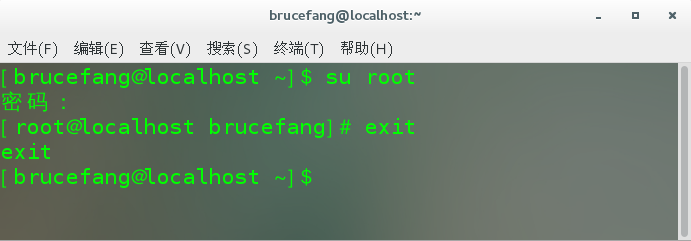 brucefang@localhost:~
文件(F) 编辑(E) 查看(V) 搜索(S) 终端(T) 帮助(H)
[brucefang@localhost ~]$ su root
密码：
[root@localhost brucefang]# exit
exit
[brucefang@localhost ~]$